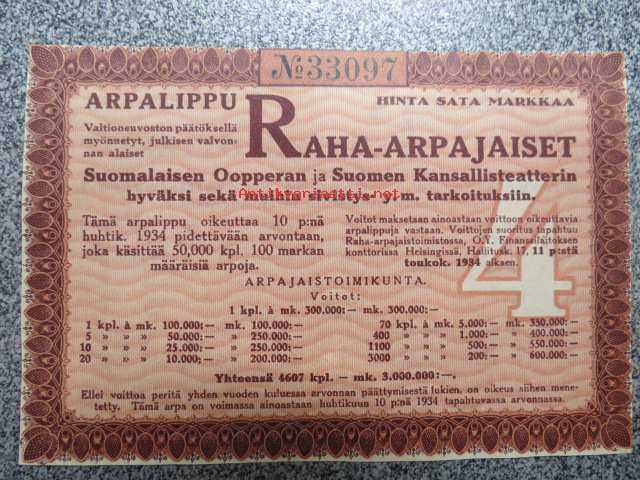 №33097
ARPALIPPU
HINTA SATA MARKKAA
Valtioneuvoston päätöksellä
myönnetyt, julkisen valvon-
nan alaiset
RAHA-ARPAJAISET
Suomalaisen Oopperan ja Suomen Kansallisteatterin
hyväksi sekä muihin sivistys- y. m. tarkoituksiin.
Tämä arpalippu oikeuttaa 10 p:nä
huhtik. 1934 pidettävään arvontaan,
joka käsittää 50,000 kpl. 100 markan
määräisiä arpoja.
Voitot maksetaan ainoastaan voittoon oikeuttavia
arpalippuja vastaan. Voittojen suoritus tapahtuu
Raha-arpajaistoimistossa, O.Y. Finanssilaitoksen
konttorissa Helsingissä, Hallitusk. 17, 11 p:stä
toukok. 1934 alkaen.
4
ARPAJAISTOIMIKUNTA.
Voitot:
1 kpl. à mk. 300.000:— mk. 300.000:—
1 kpl. à mk. 100.000:— mk. 100.000:—
5 » » » 50.000:— » 250.000:—
10 » » » 25.000:— » 250.000:—
20 » » » 10.000:— » 200.000:—
70 kpl. à mk. 5.000:— mk. 350.000:—
400 » » » 1.000:— » 400.000:—
1100 » » » 500:— » 550.000:—
3000 » » » 200:— » 600.000:—
Yhteensä 4607 kpl. — mk. 3.000.000:—
Ellei voittoa peritä yhden vuoden kuluessa arvonnan päättymisestä lukien, on oikeus siihen mene-
tetty. Tämä arpa on voimassa ainoastaan huhtikuun 10 p:nä 1934 tapahtuvassa arvonnassa.